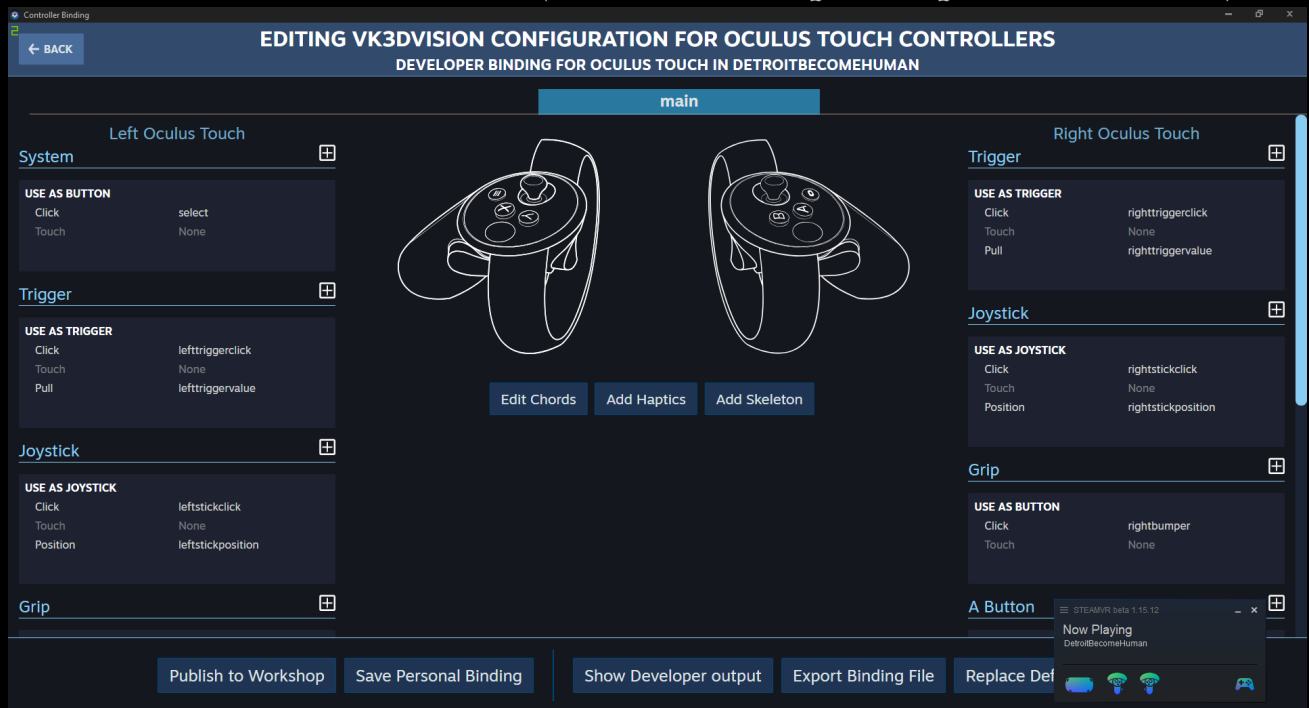 Controller Binding
2
← BACK
EDITING VK3DVISION CONFIGURATION FOR OCULUS TOUCH CONTROLLERS
DEVELOPER BINDING FOR OCULUS TOUCH IN DETROITBECOMEHUMAN
main
Left Oculus Touch
System
USE AS BUTTON
Click select
Touch None
Trigger
USE AS TRIGGER
Click lefttriggerclick
Touch None
Pull lefttriggervalue
Joystick
USE AS JOYSTICK
Click leftstickclick
Touch None
Position leftstickposition
Grip
X
Y
B
A
Edit Chords
Add Haptics
Add Skeleton
Right Oculus Touch
Trigger
USE AS TRIGGER
Click righttriggerclick
Touch None
Pull righttriggervalue
Joystick
USE AS JOYSTICK
Click rightstickclick
Touch None
Position rightstickposition
Grip
USE AS BUTTON
Click rightbumper
Touch None
A Button
STEAMVR beta 1.15.12
Now Playing
DetroitBecomeHuman
Publish to Workshop
Save Personal Binding
Show Developer output
Export Binding File
Replace Def